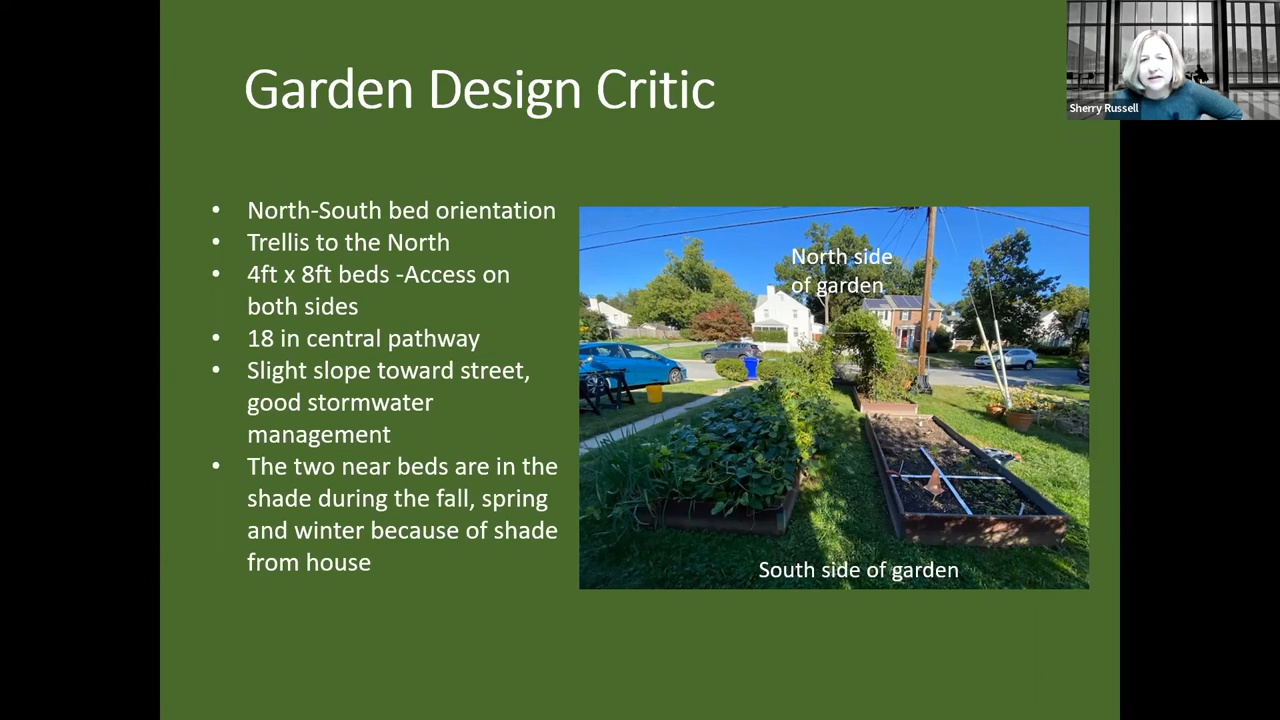 Garden Design Critic
Sherry Russell
• North-South bed orientation
• Trellis to the North
• 4ft x 8ft beds -Access on
both sides
• 18 in central pathway
• Slight slope toward street,
good stormwater
management
• The two near beds are in the
shade during the fall, spring
and winter because of shade
from house
North side
of garden
South side of garden